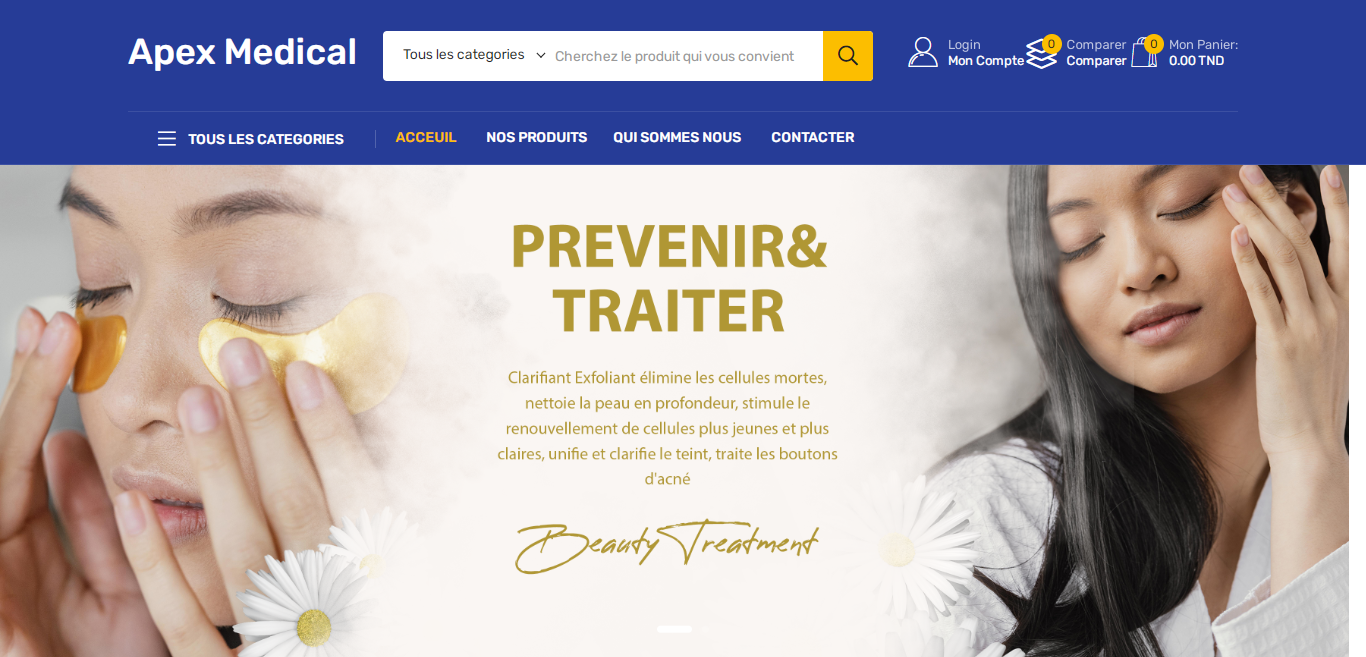 Apex Medical
Tous les categories
Cherchez le produit qui vous convient
Login
Mon Compte
0
Comparer
Comparer
0
Mon Panier:
0.00 TND
TOUS LES CATEGORIES
ACCEUIL
NOS PRODUITS
QUI SOMMES NOUS
CONTACTER
PREVENIR&
TRAITER
Clarifiant Exfoliant élimine les cellules mortes,
nettoie la peau en profondeur, stimule le
renouvellement de cellules plus jeunes et plus
claires, unifie et clarifie le teint, traite les boutons
d'acné
Beauty Treatment